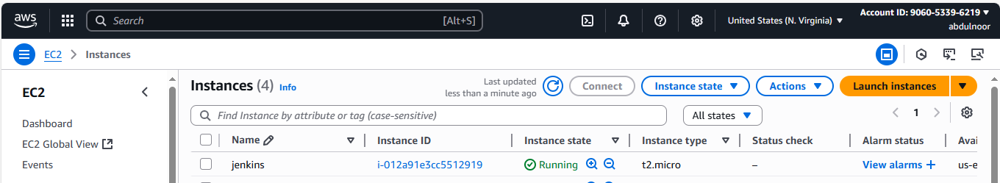 aws
Search [Alt+S]
United States (N. Virginia)
Account ID: 9060-5339-6219
abdulnoor
EC2 > Instances
EC2
Dashboard
EC2 Global View
Events
Instances (4) Info
Last updated
less than a minute ago
Connect
Instance state
Actions
Launch instances
Find Instance by attribute or tag (case-sensitive)
All states
1
Name Instance ID Instance state Instance type Status check Alarm status
jenkins i-012a91e3cc5512919 Running t2.micro – View alarms +